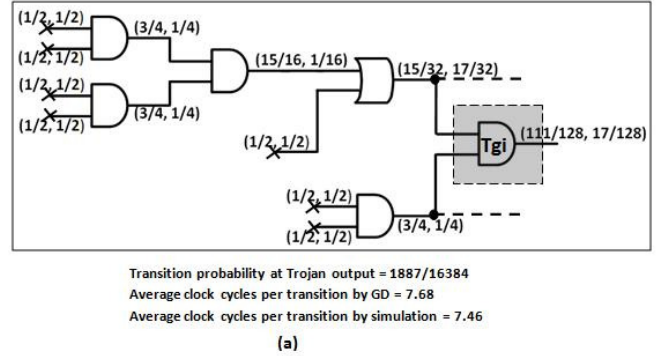 (1/2, 1/2)
(3/4, 1/4)
(1/2, 1/2)
(15/16, 1/16)
(15/32, 17/32)
(1/2, 1/2)
(3/4, 1/4)
(1/2, 1/2)
(1/2, 1/2)
Tgi
(111/128, 17/128)
(1/2, 1/2)
(3/4, 1/4)
(1/2, 1/2)
Transition probability at Trojan output = 1887/16384
Average clock cycles per transition by GD = 7.68
Average clock cycles per transition by simulation = 7.46
(a)